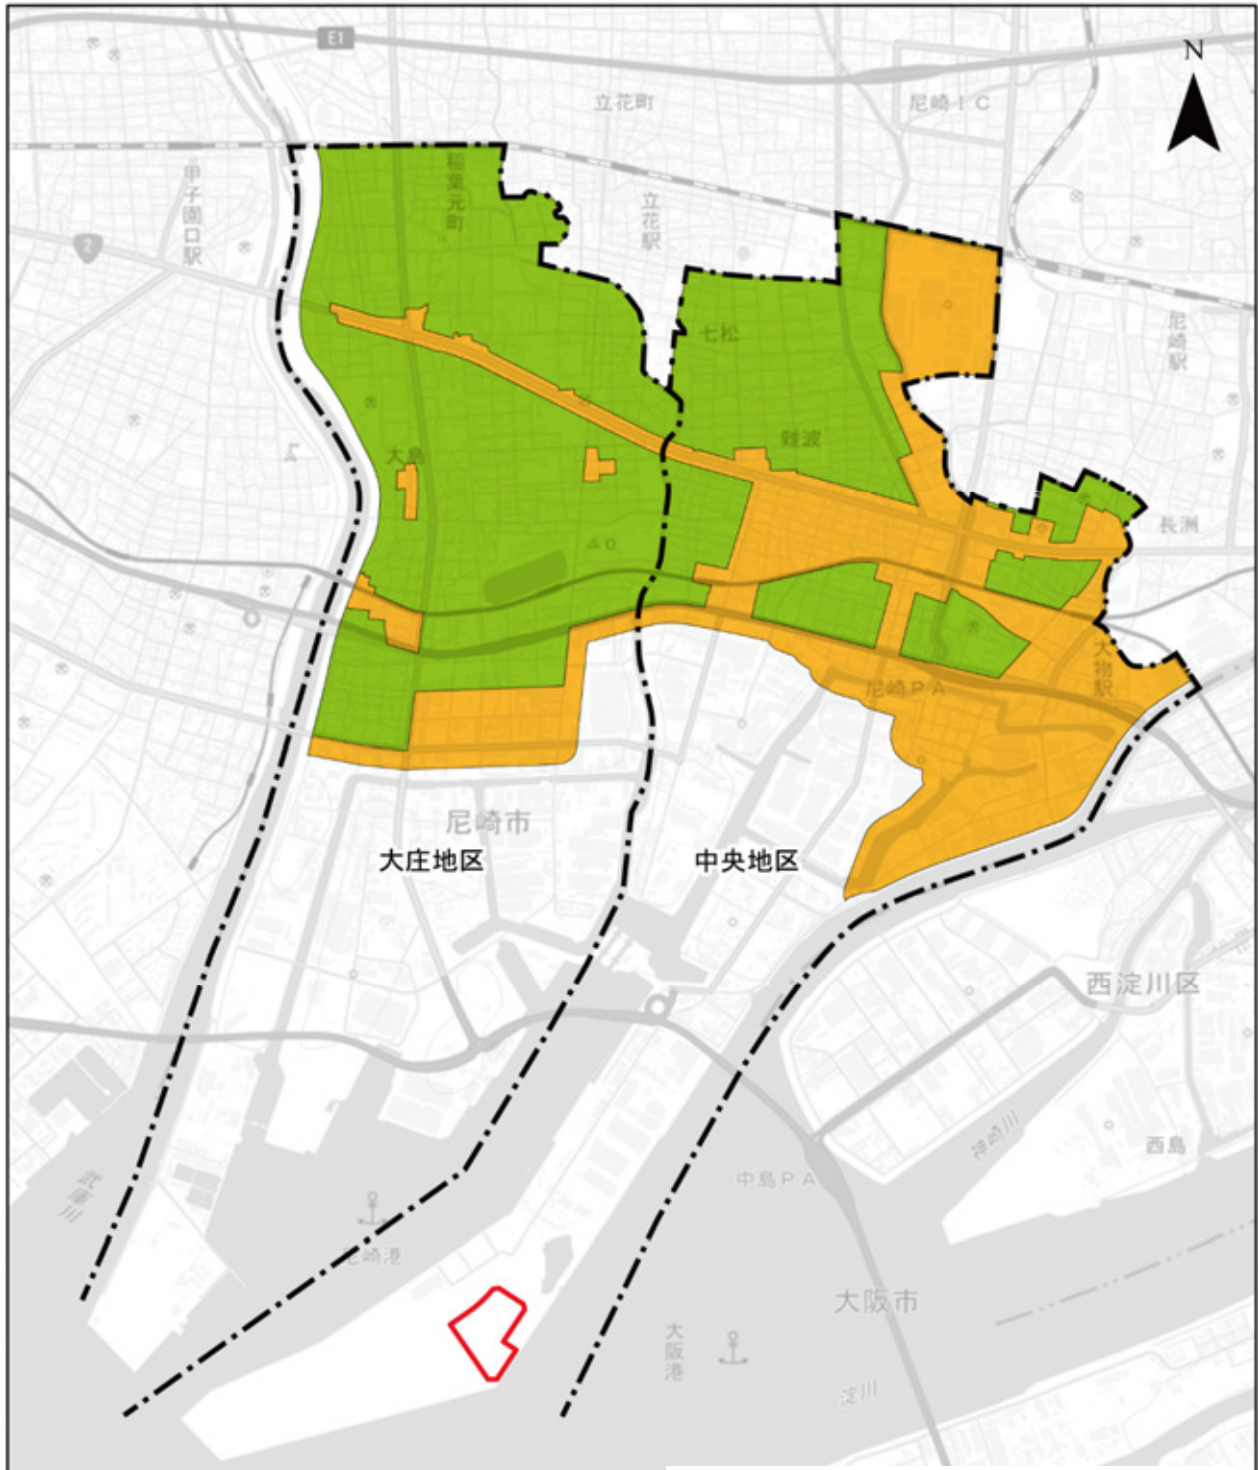 E1
N
立花町
尼崎IC
稲葉元町
甲子園口駅
立花駅
2
七松
尼崎駅
難波
大島
長洲
大物駅
尼崎PA
尼崎市
大庄地区
中央地区
西淀川区
神崎川
西島
中島PA
武庫川
尼崎港
大阪市
大阪港
淀川